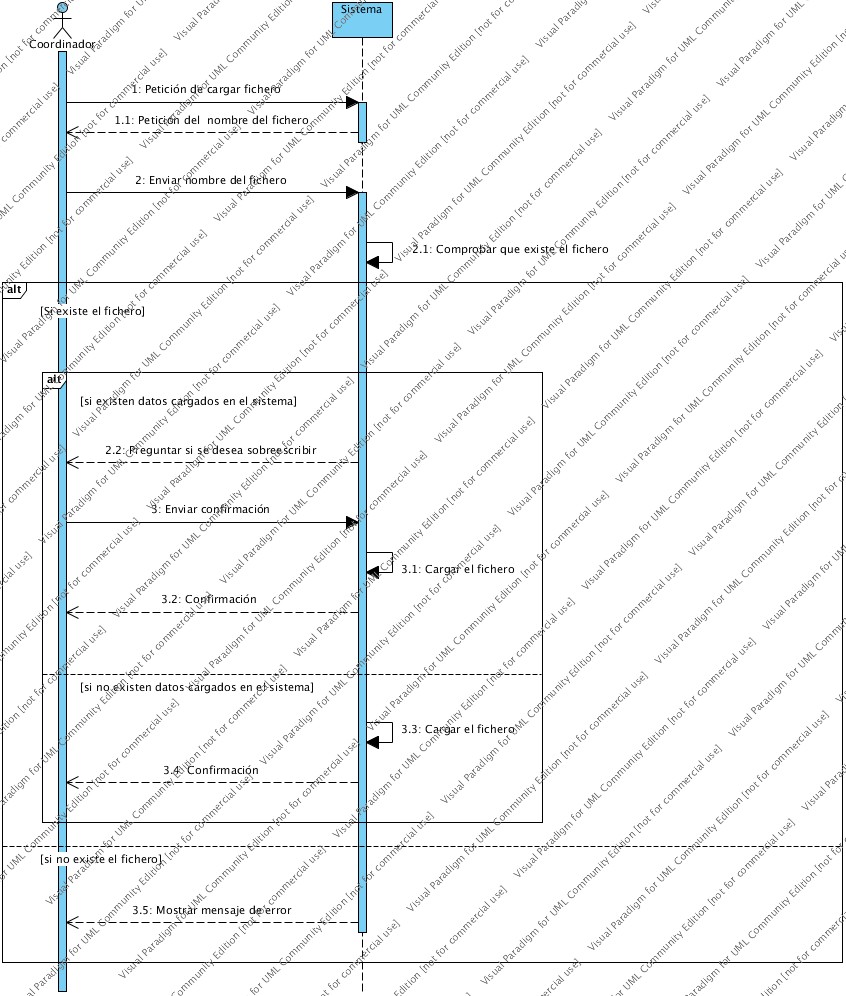 Sistema
Coordinador
1: Petición de cargar fichero
1.1: Petición del nombre del fichero
2: Enviar nombre del fichero
2.1: Comprobar que existe el fichero
alt
[Si existe el fichero]
alt
[si existen datos cargados en el sistema]
2.2: Preguntar si se desea sobreescribir
3: Enviar confirmación
3.1: Cargar el fichero
3.2: Confirmación
[si no existen datos cargados en el sistema]
3.3: Cargar el fichero
3.4: Confirmación
[si no existe el fichero]
3.5: Mostrar mensaje de error
Visual Paradigm for UML Community Edition [not for commercial use]